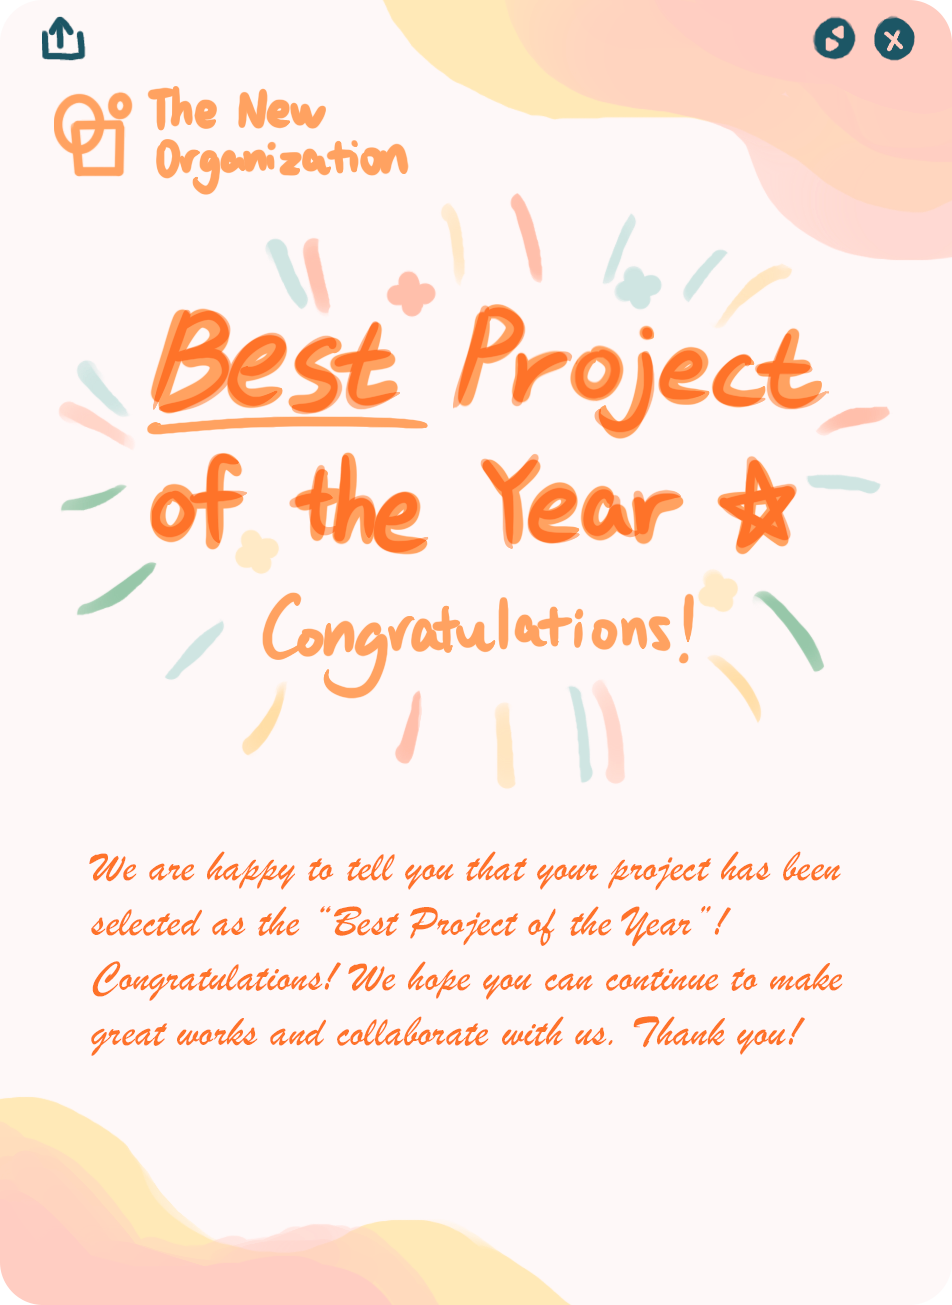 The New
Organization
Best Project
of the Year ☆
Congratulations!
We are happy to tell you that your project has been
selected as the “Best Project of the Year”!
Congratulations! We hope you can continue to make
great works and collaborate with us. Thank you!